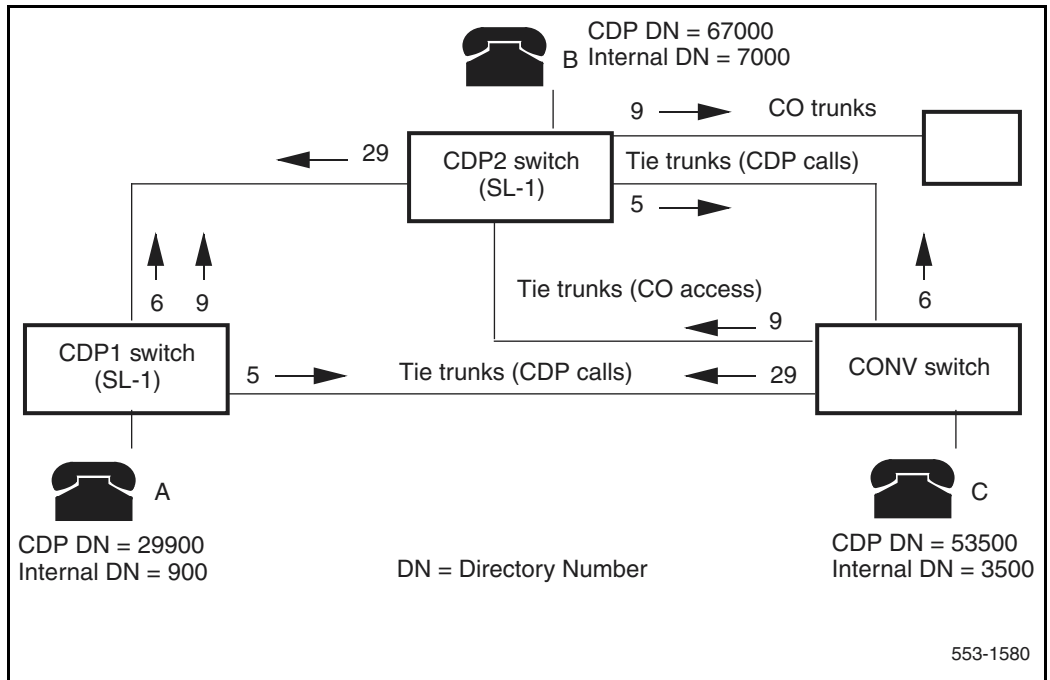 CDP DN = 67000
B Internal DN = 7000
9 CO trunks
29
CDP2 switch
(SL-1)
Tie trunks (CDP calls)
5
6 9
Tie trunks (CO access)
9
6
CDP1 switch
(SL-1)
5 Tie trunks (CDP calls) 29
CONV switch
A
CDP DN = 29900
Internal DN = 900
DN = Directory Number
C
CDP DN = 53500
Internal DN = 3500
553-1580